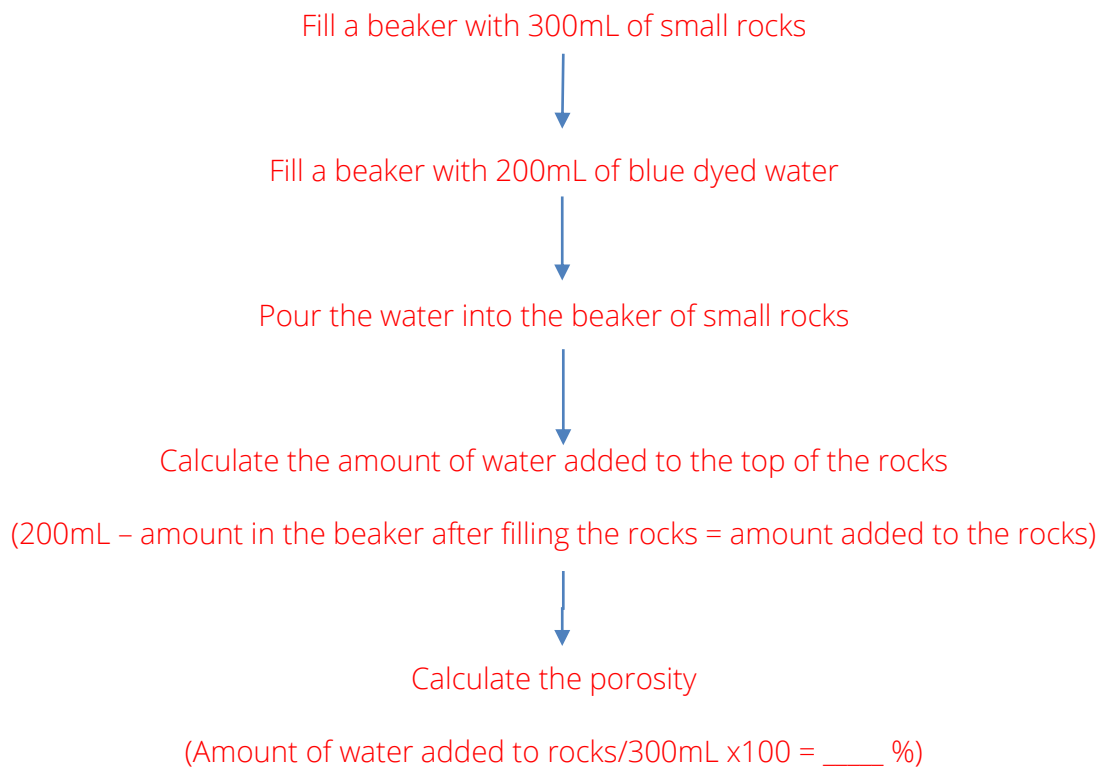 Fill a beaker with 300mL of small rocks
Fill a beaker with 200mL of blue dyed water
Pour the water into the beaker of small rocks
Calculate the amount of water added to the top of the rocks
(200mL – amount in the beaker after filling the rocks = amount added to the rocks)
Calculate the porosity
(Amount of water added to rocks/300mL x100 = ____ %)